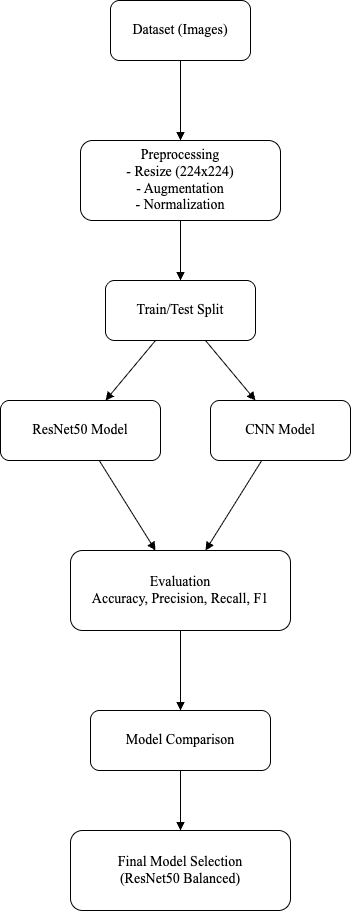 Dataset (Images)
Preprocessing
- Resize (224x224)
- Augmentation
- Normalization
Train/Test Split
ResNet50 Model
CNN Model
Evaluation
Accuracy, Precision, Recall, F1
Model Comparison
Final Model Selection
(ResNet50 Balanced)